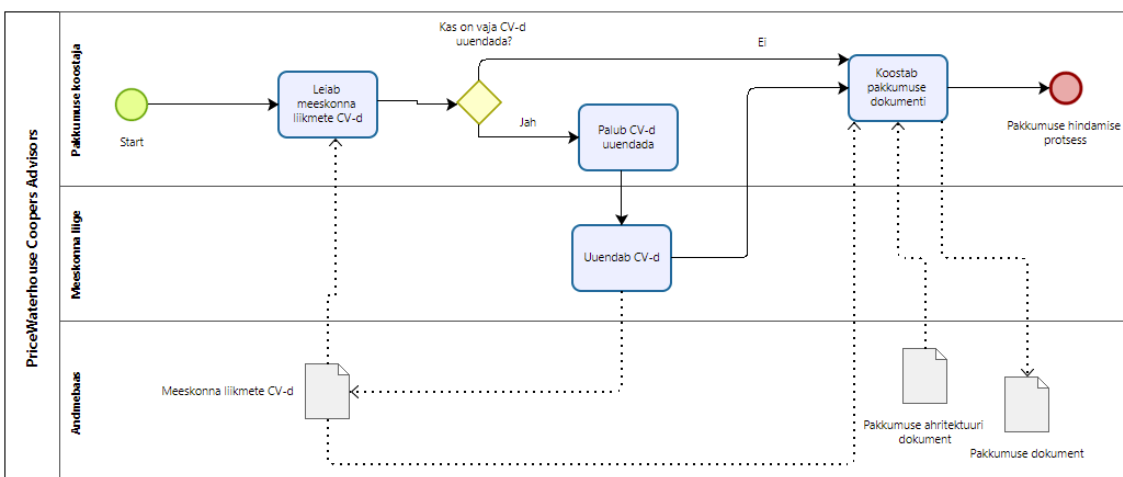 PriceWaterhouse Coopers Advisors
Pakkumuse koostaja
Kas on vaja CV-d
uuendada?
Ei
Leiab
meeskonna
liikmete CV-d
Koostab
pakkumuse
dokumenti
Start
Jah
Palub CV-d
uuendada
Pakkumuse hindamise
protsess
Meeskonna liige
Uuendab CV-d
Andmebaas
Meeskonna liikmete CV-d
Pakkumuse ahritektuuri
dokument
Pakkumuse dokument